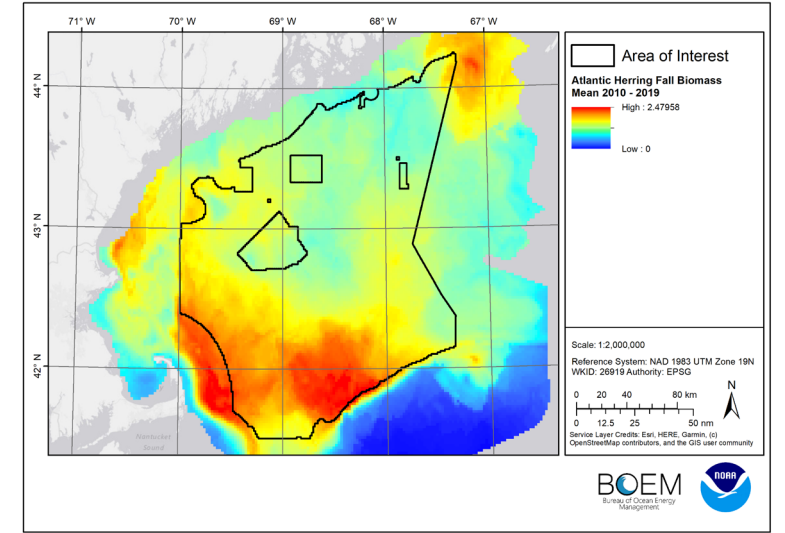 71° W 70° W 69° W 68° W 67° W
44° N
43° N
42° N
Nantucket
Sound
Area of Interest
Atlantic Herring Fall Biomass
Mean 2010 - 2019
High : 2.47958
Low : 0
Scale: 1:2,000,000
Reference System: NAD 1983 UTM Zone 19N
WKID: 26919 Authority: EPSG
N
0 20 40 80 km
0 12.5 25 50 nm
Service Layer Credits: Esri, HERE, Garmin, (c)
OpenStreetMap contributors, and the GIS user community
BOEM
Bureau of Ocean Energy
Management
NOAA